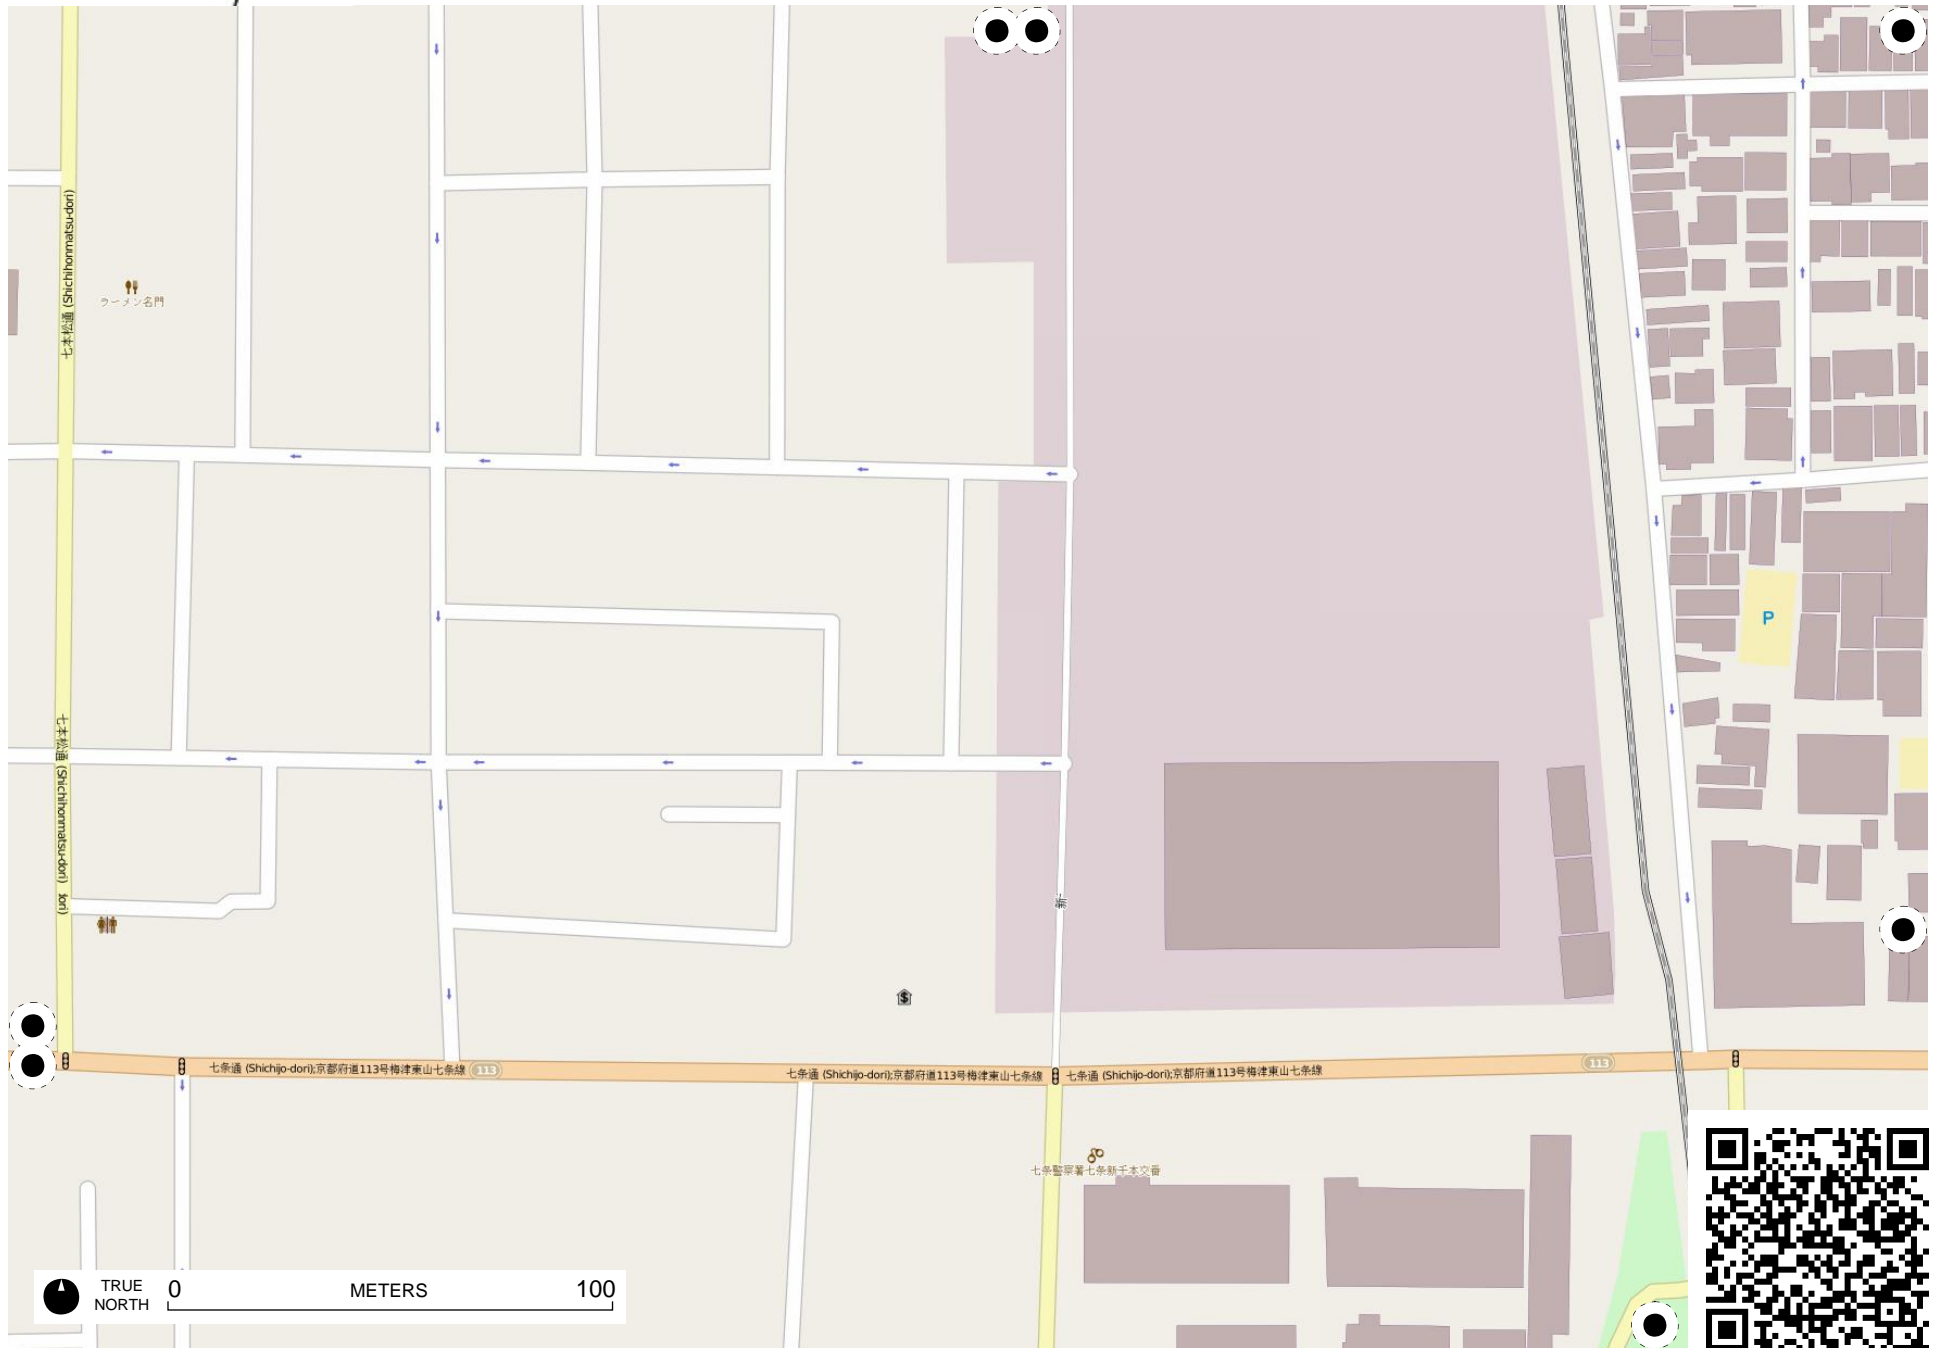 七本松通 (Shichihonmatsu-dori)
ラーメン名門
P
七本松通 (Shichihonmatsu-dori)
dori)
新-
$
七条通 (Shichijo-dori);京都府道113号梅津東山七条線
113
七条通 (Shichijo-dori);京都府道113号梅津東山七条線
七条通 (Shichijo-dori);京都府道113号梅津東山七条線
113
七条警察署七条新千本交番
TRUE NORTH
0 METERS 100